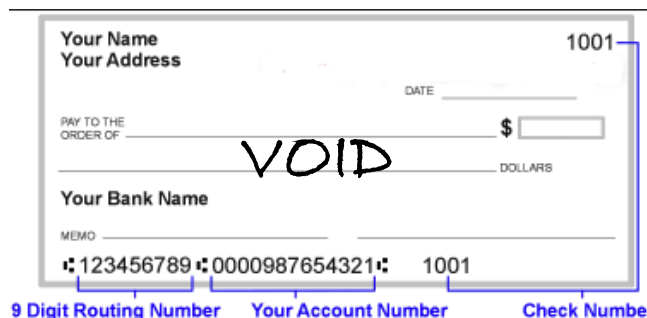 Your Name 1001
Your Address
DATE
PAY TO THE
ORDER OF $
VOID
DOLLARS
Your Bank Name
MEMO
⑆123456789⑆0000987654321⑆ 1001
9 Digit Routing Number Your Account Number Check Numbe